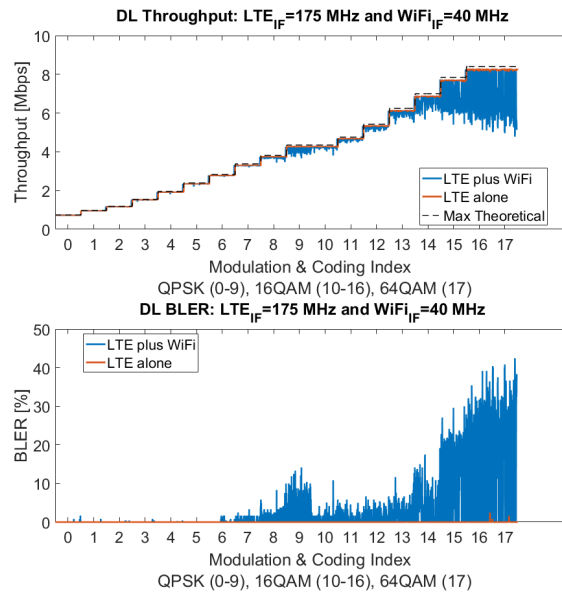 DL Throughput: LTE_IF=175 MHz and WiFi_IF=40 MHz
10
8
6
4
2
0
Throughput [Mbps]
LTE plus WiFi
LTE alone
Max Theoretical
0 1 2 3 4 5 6 7 8 9 10 11 12 13 14 15 16 17
Modulation & Coding Index
QPSK (0-9), 16QAM (10-16), 64QAM (17)
DL BLER: LTE_IF=175 MHz and WiFi_IF=40 MHz
50
40
30
20
10
0
BLER [%]
LTE plus WiFi
LTE alone
0 1 2 3 4 5 6 7 8 9 10 11 12 13 14 15 16 17
Modulation & Coding Index
QPSK (0-9), 16QAM (10-16), 64QAM (17)